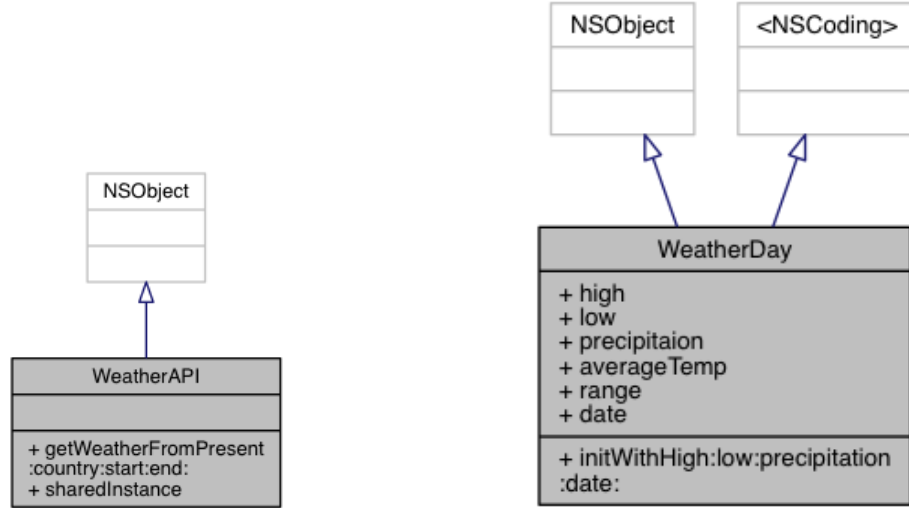 NSObject
WeatherAPI
+ getWeatherFromPresent
:country:start:end:
+ sharedInstance
NSObject
<NSCoding>
WeatherDay
+ high
+ low
+ precipitaion
+ averageTemp
+ range
+ date
+ initWithHigh:low:precipitation
:date: